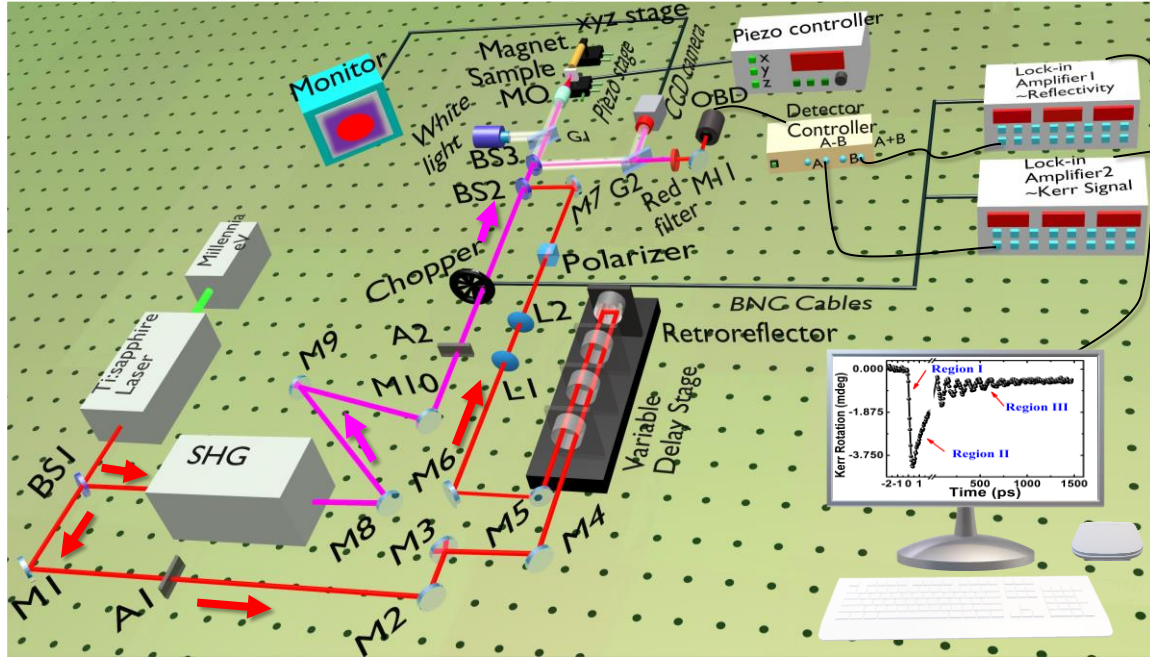 xyz stage
Magnet
Sample
MO
Piezo stage
CCD camera
Piezo controller
x
y
z
Monitor
White
light
G1
OBD
Detector
Controller
A-B
A+B
A
B
Lock-in
Amplifier1
~Reflectivity
Lock-in
Amplifier2
~Kerr Signal
BS3
BS2
M7
G2
Red
filter
M11
Millennia
eV
Chopper
Polarizer
BNG Cables
Retroreflector
Ti:sapphire
Laser
M9
A2
L2
M10
L1
Variable
Delay Stage
BS1
SHG
M6
M8
M3
M5
M4
M1
A1
M2
Kerr Rotation (mdeg)
0.000
-1.875
-3.750
Region I
Region III
Region II
-2 -1 0 0 500 1000 1500
Time (ps)